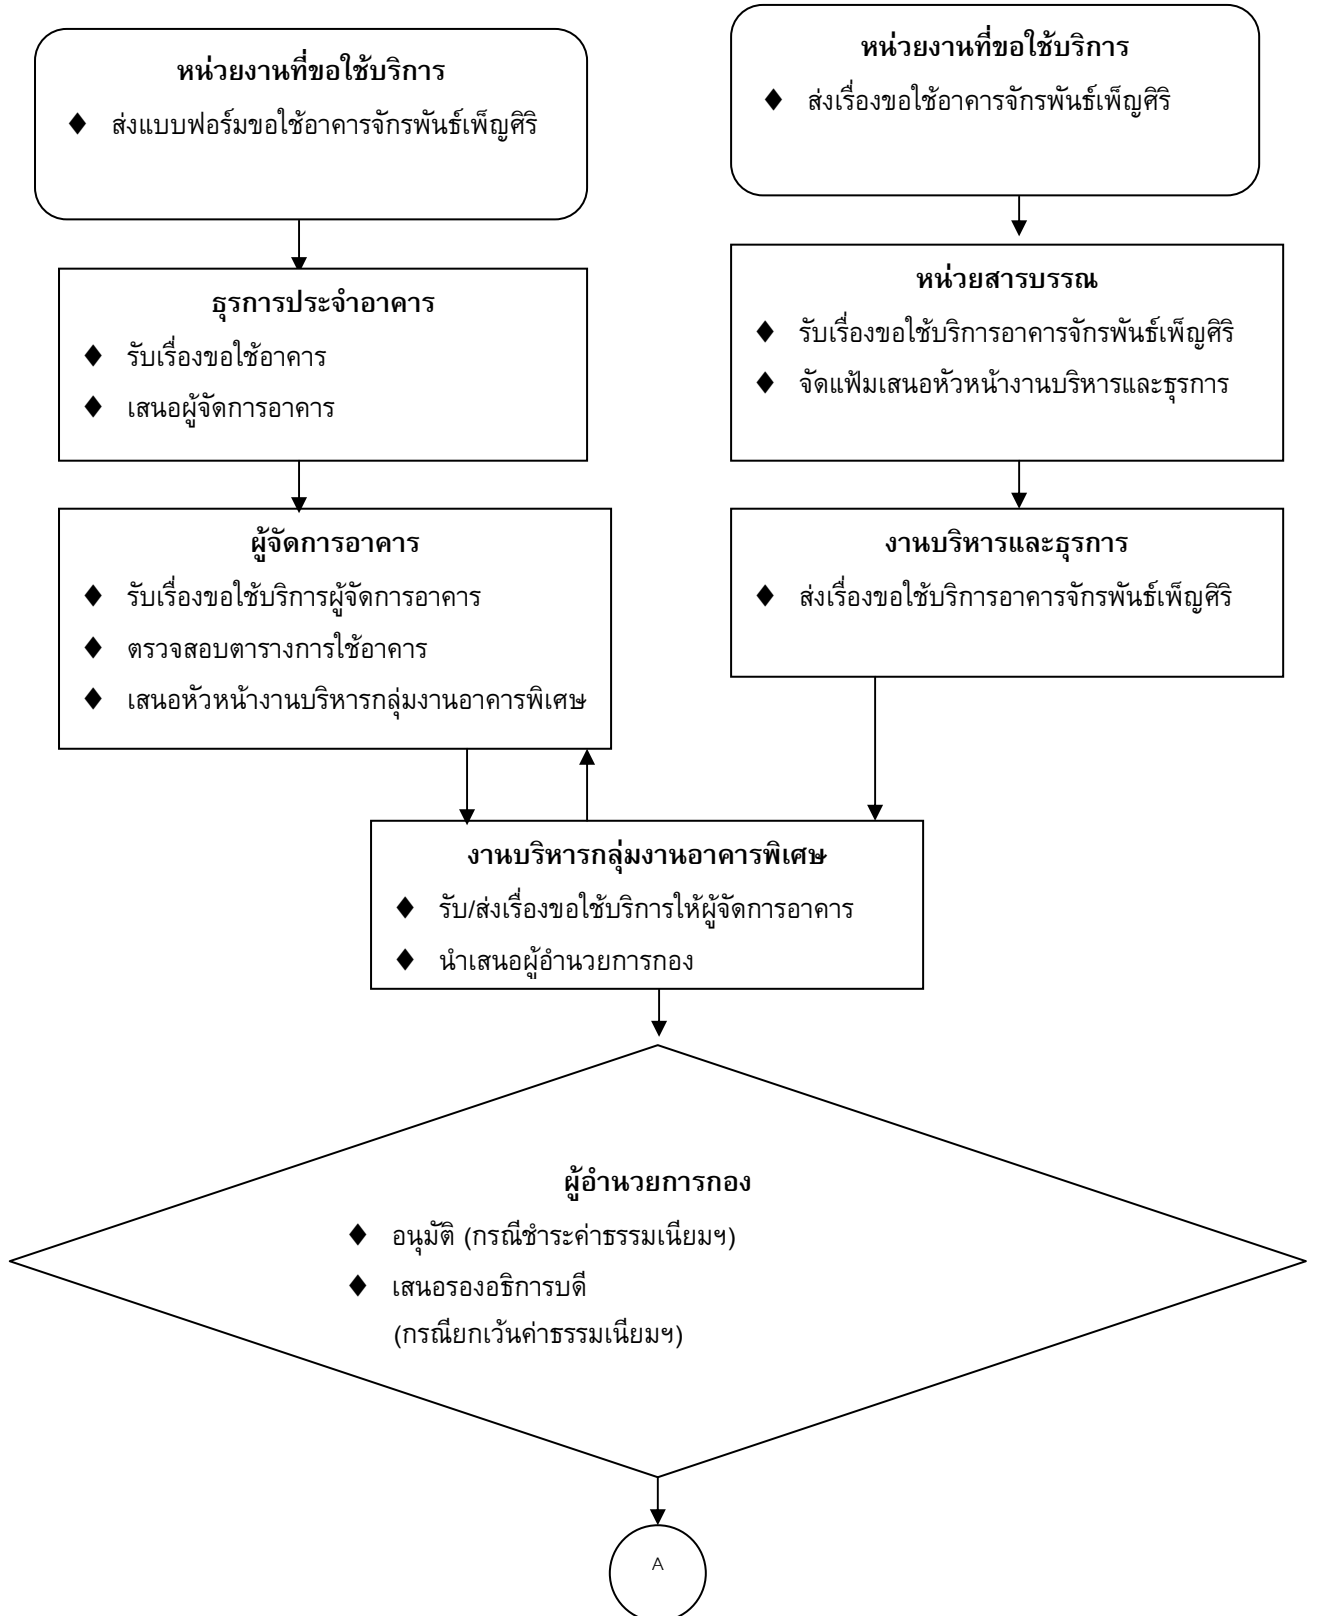 หน่วยงานที่ขอใช้บริการ
♦ ส่งแบบฟอร์มขอใช้อาคารจักรพันธ์เพ็ญศิริ
หน่วยงานที่ขอใช้บริการ
♦ ส่งเรื่องขอใช้อาคารจักรพันธ์เพ็ญศิริ
ธุรการประจำอาคาร
♦ รับเรื่องขอใช้อาคาร
♦ เสนอผู้จัดการอาคาร
หน่วยสารบรรณ
♦ รับเรื่องขอใช้บริการอาคารจักรพันธ์เพ็ญศิริ
♦ จัดแฟ้มเสนอหัวหน้างานบริหารและธุรการ
ผู้จัดการอาคาร
♦ รับเรื่องขอใช้บริการผู้จัดการอาคาร
♦ ตรวจสอบตารางการใช้อาคาร
♦ เสนอหัวหน้างานบริหารกลุ่มงานอาคารพิเศษ
งานบริหารและธุรการ
♦ ส่งเรื่องขอใช้บริการอาคารจักรพันธ์เพ็ญศิริ
งานบริหารกลุ่มงานอาคารพิเศษ
♦ รับ/ส่งเรื่องขอใช้บริการให้ผู้จัดการอาคาร
♦ นำเสนอผู้อำนวยการกอง
ผู้อำนวยการกอง
♦ อนุมัติ (กรณีชำระค่าธรรมเนียมฯ)
♦ เสนอรองอธิการบดี
(กรณียกเว้นค่าธรรมเนียมฯ)
A